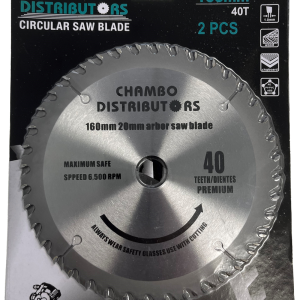 DISTRIBUTORS
CIRCULAR SAW BLADE
40T
2 PCS
CHAMBO
DISTRIBUTORS
160mm 20mm arbor saw blade
MAXIMUM SAFE
SPPEED 6,500 RPM
40
TEETH/DIENTES
PREMIUM
ALWAYS WEAR SAFETY GLASSES USE WITH CUTTING